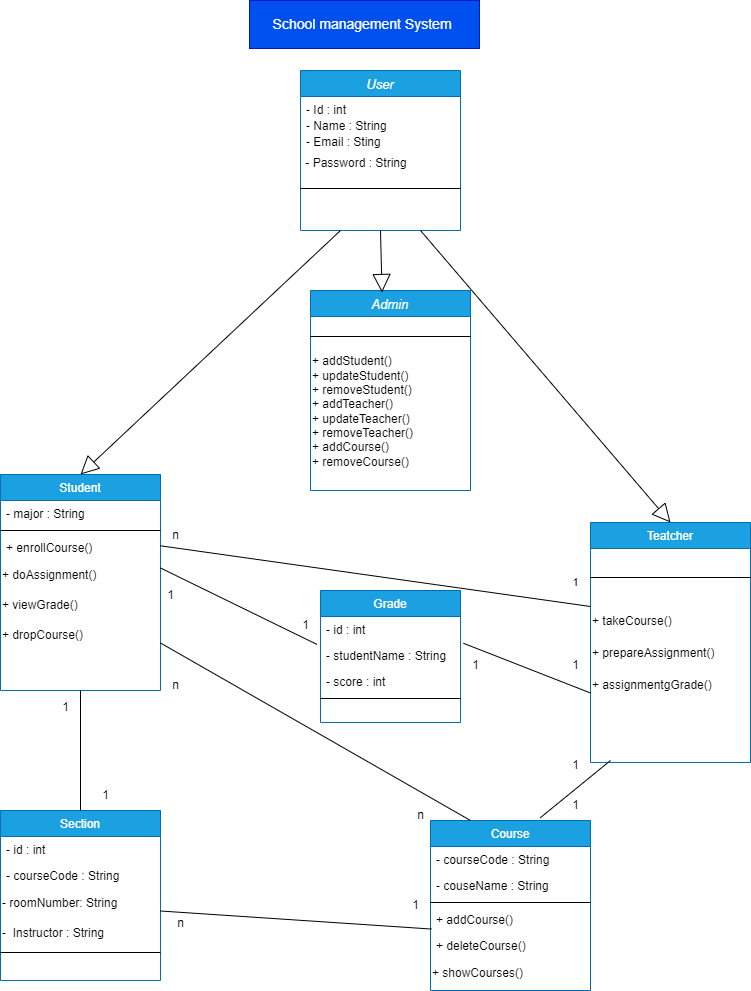 School management System
User
- Id : int
- Name : String
- Email : Sting
- Password : String
Admin
+ addStudent()
+ updateStudent()
+ removeStudent()
+ addTeacher()
+ updateTeacher()
+ removeTeacher()
+ addCourse()
+ removeCourse()
Student
- major : String
+ enrollCourse()
+ doAssignment()
+ viewGrade()
+ dropCourse()
n
1
1
n
1
Teatcher
+ takeCourse()
+ prepareAssignment()
+ assignmentgGrade()
1
1
1
Grade
- id : int
- studentName : String
- score : int
1
1
1
n
Section
- id : int
- courseCode : String
- roomNumber: String
- Instructor : String
n
1
Course
- courseCode : String
- couseName : String
+ addCourse()
+ deleteCourse()
+ showCourses()